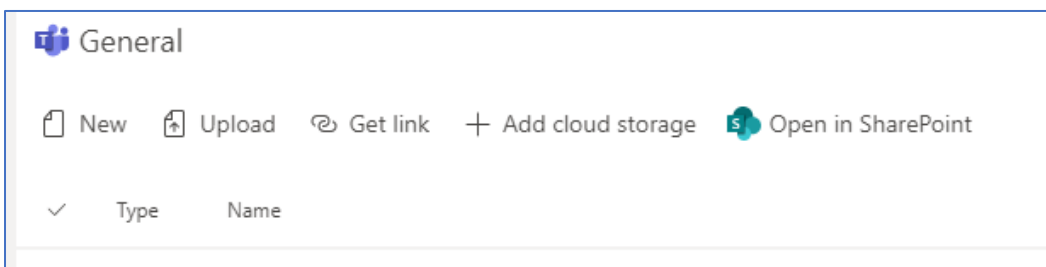 General
New Upload Get link + Add cloud storage Open in SharePoint
Type Name